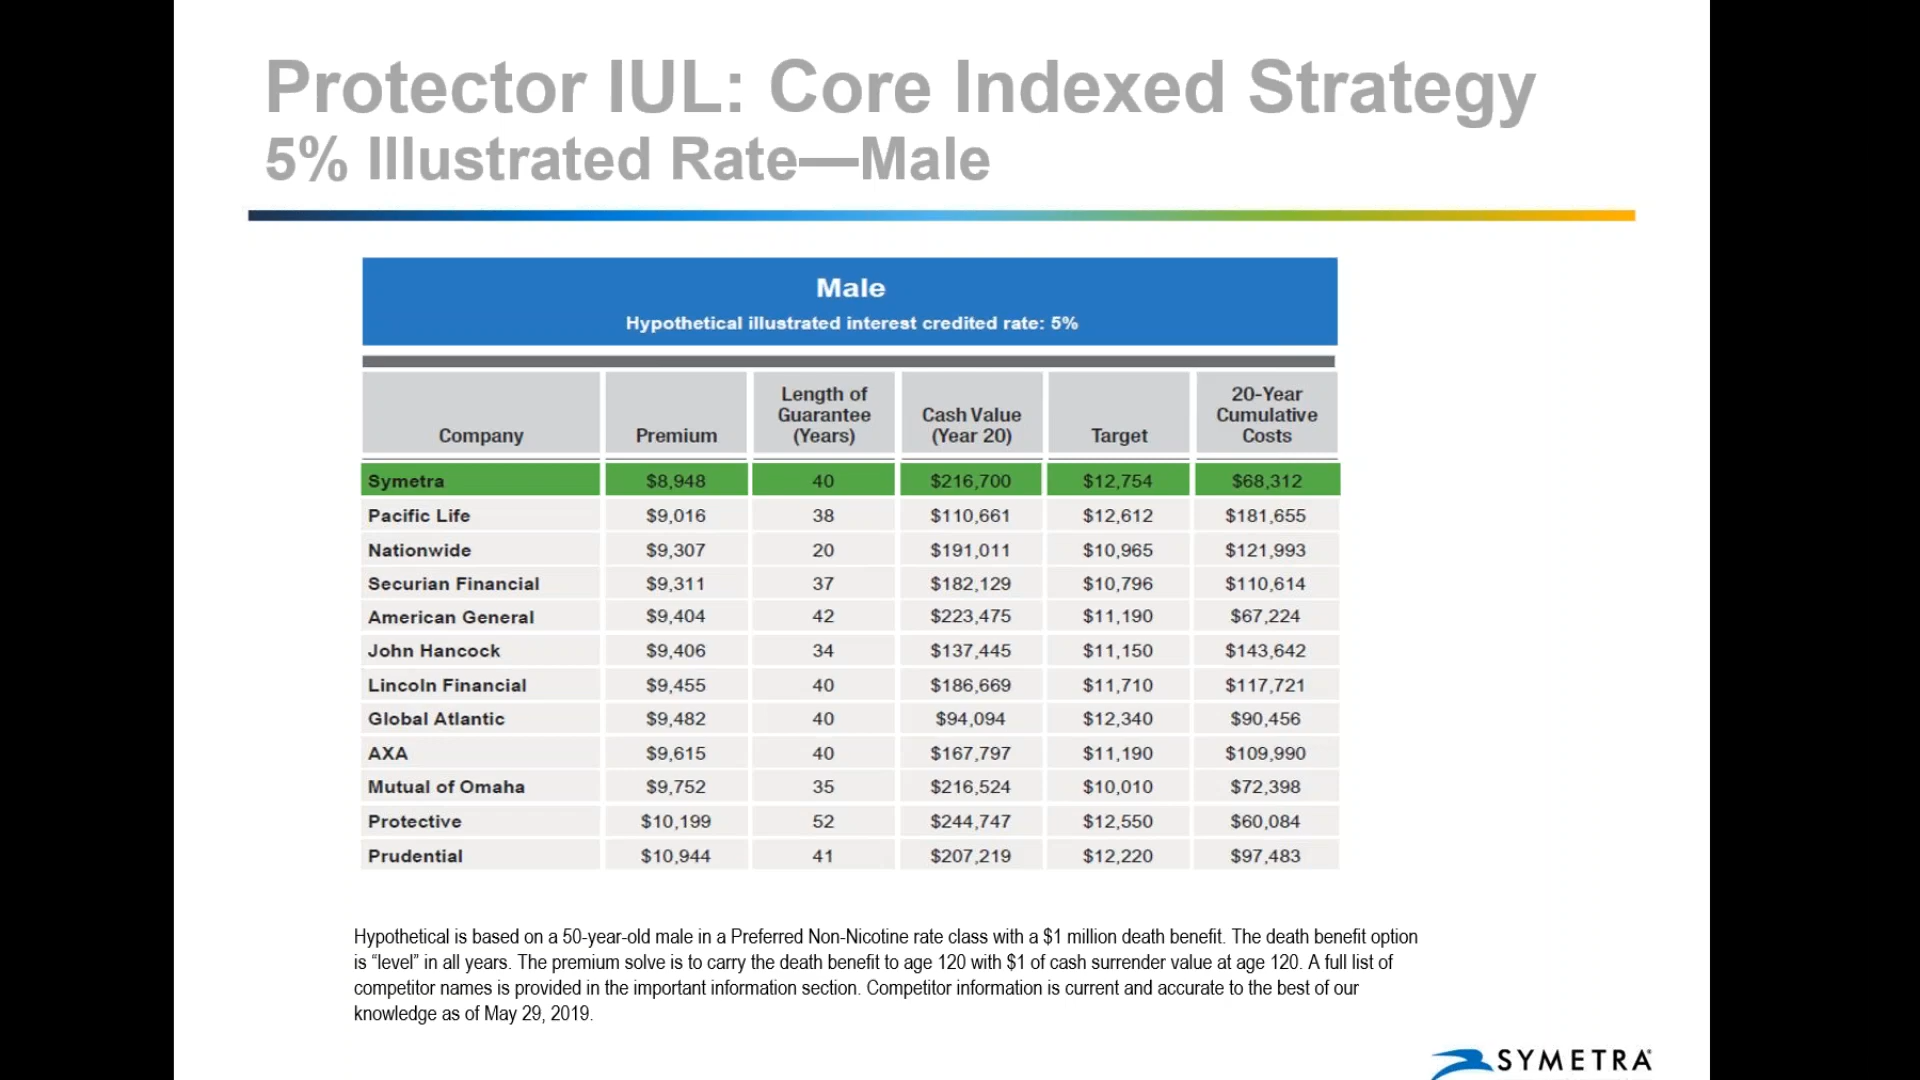 Protector IUL: Core Indexed Strategy
5% Illustrated Rate—Male
Male
Hypothetical illustrated interest credited rate: 5%
Company Premium Length of Guarantee (Years) Cash Value (Year 20) Target 20-Year Cumulative Costs
Symetra $8,948 40 $216,700 $12,754 $68,312
Pacific Life $9,016 38 $110,661 $12,612 $181,655
Nationwide $9,307 20 $191,011 $10,965 $121,993
Securian Financial $9,311 37 $182,129 $10,796 $110,614
American General $9,404 42 $223,475 $11,190 $67,224
John Hancock $9,406 34 $137,445 $11,150 $143,642
Lincoln Financial $9,455 40 $186,669 $11,710 $117,721
Global Atlantic $9,482 40 $94,094 $12,340 $90,456
AXA $9,615 40 $167,797 $11,190 $109,990
Mutual of Omaha $9,752 35 $216,524 $10,010 $72,398
Protective $10,199 52 $244,747 $12,550 $60,084
Prudential $10,944 41 $207,219 $12,220 $97,483
Hypothetical is based on a 50-year-old male in a Preferred Non-Nicotine rate class with a $1 million death benefit. The death benefit option
is “level” in all years. The premium solve is to carry the death benefit to age 120 with $1 of cash surrender value at age 120. A full list of
competitor names is provided in the important information section. Competitor information is current and accurate to the best of our
knowledge as of May 29, 2019.
SYMETRA